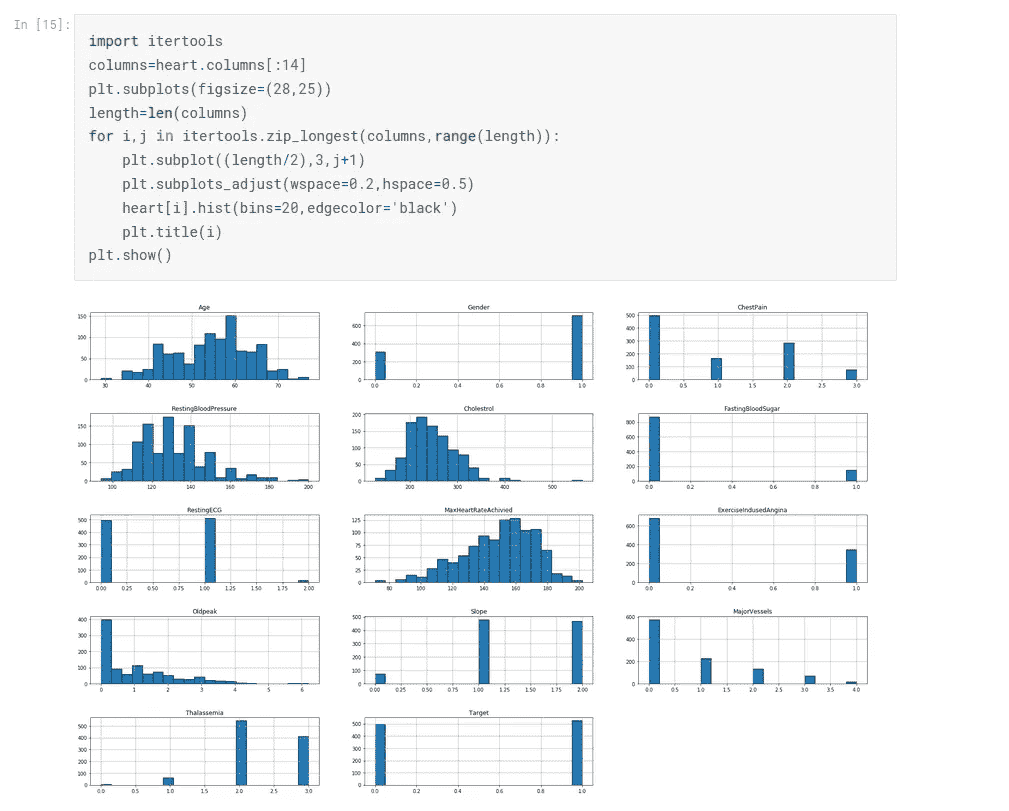 In [15]:
import itertools
columns=heart.columns[:14]
plt.subplots(figsize=(28,25))
length=len(columns)
for i,j in itertools.zip_longest(columns,range(length)):
    plt.subplot((length/2),3,j+1)
    plt.subplots_adjust(wspace=0.2,hspace=0.5)
    heart[i].hist(bins=20,edgecolor='black')
    plt.title(i)
plt.show()
Age
150
100
50
0
30 40 50 60 70
Gender
600
400
200
0
0.0 0.2 0.4 0.6 0.8 1.0
ChestPain
500
400
300
200
100
0
0.0 0.5 1.0 1.5 2.0 2.5 3.0
RestingBloodPressure
150
100
50
0
100 120 140 160 180 200
Cholestrol
200
150
100
50
0
200 300 400 500
FastingBloodSugar
800
600
400
200
0
0.0 0.2 0.4 0.6 0.8 1.0
RestingECG
500
400
300
200
100
0
0.00 0.25 0.50 0.75 1.00 1.25 1.50 1.75 2.00
MaxHeartRateAchivied
125
100
75
50
25
0
80 100 120 140 160 180 200
ExerciseIndusedAngina
600
400
200
0
0.0 0.2 0.4 0.6 0.8 1.0
Oldpeak
400
300
200
100
0
0 1 2 3 4 5 6
Slope
500
400
300
200
100
0
0.00 0.25 0.50 0.75 1.00 1.25 1.50 1.75 2.00
MajorVessels
600
400
200
0
0.0 0.5 1.0 1.5 2.0 2.5 3.0 3.5 4.0
Thalassemia
500
400
300
200
100
0
0.0 0.5 1.0 1.5 2.0 2.5 3.0
Target
500
400
300
200
100
0
0.0 0.2 0.4 0.6 0.8 1.0